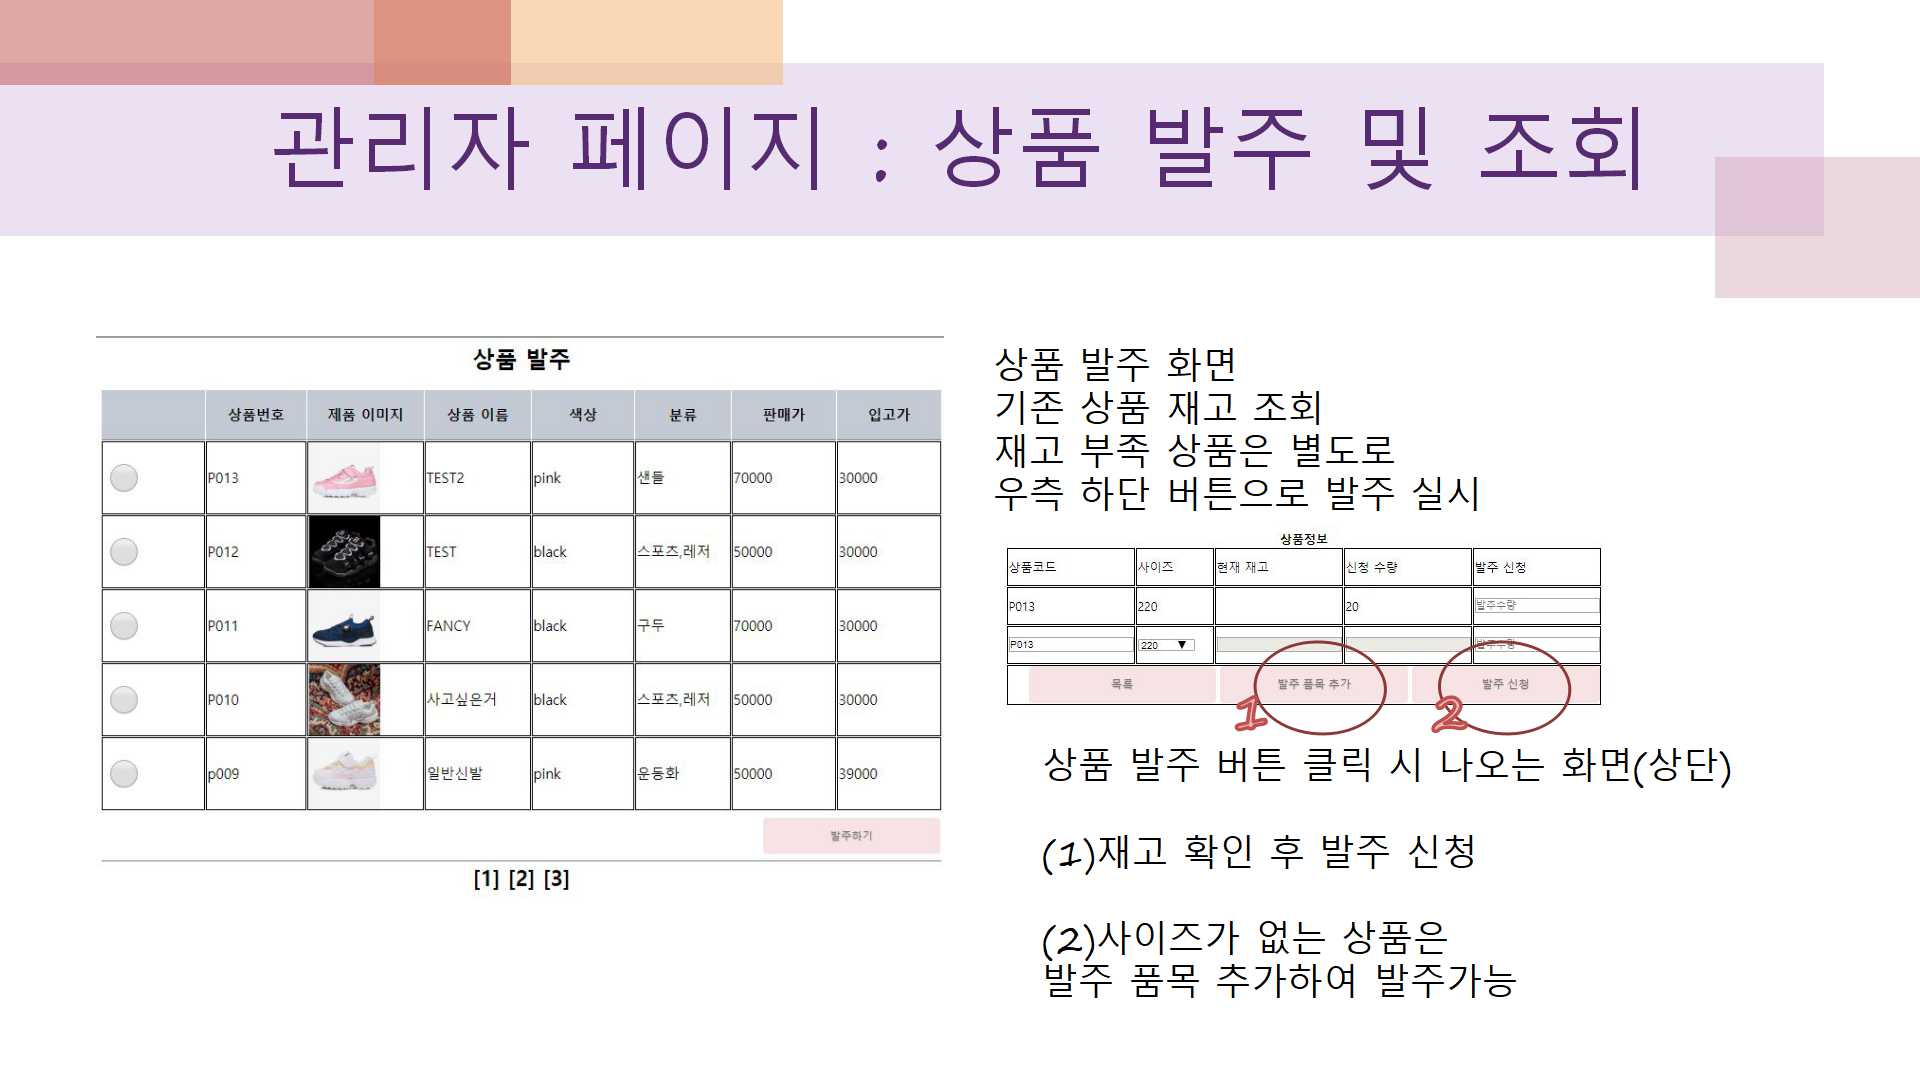 관리자 페이지 : 상품 발주 및 조회
상품 발주
상품번호 제품 이미지 상품 이름 색상 분류 판매가 입고가
P013 TEST2 pink 샌들 70000 30000
P012 TEST black 스포츠,레저 50000 30000
P011 FANCY black 구두 70000 30000
P010 사고싶은거 black 스포츠,레저 50000 30000
p009 일반신발 pink 운동화 50000 39000
발주하기
[1] [2] [3]
상품 발주 화면
기존 상품 재고 조회
재고 부족 상품은 별도로
우측 하단 버튼으로 발주 실시
상품정보
상품코드 사이즈 현재 재고 신청 수량 발주 신청
P013 220 20 발주수량
P013 220 발주수량
목록 발주 품목 추가 발주 신청
1 2
상품 발주 버튼 클릭 시 나오는 화면(상단)
(1)재고 확인 후 발주 신청
(2)사이즈가 없는 상품은
발주 품목 추가하여 발주가능